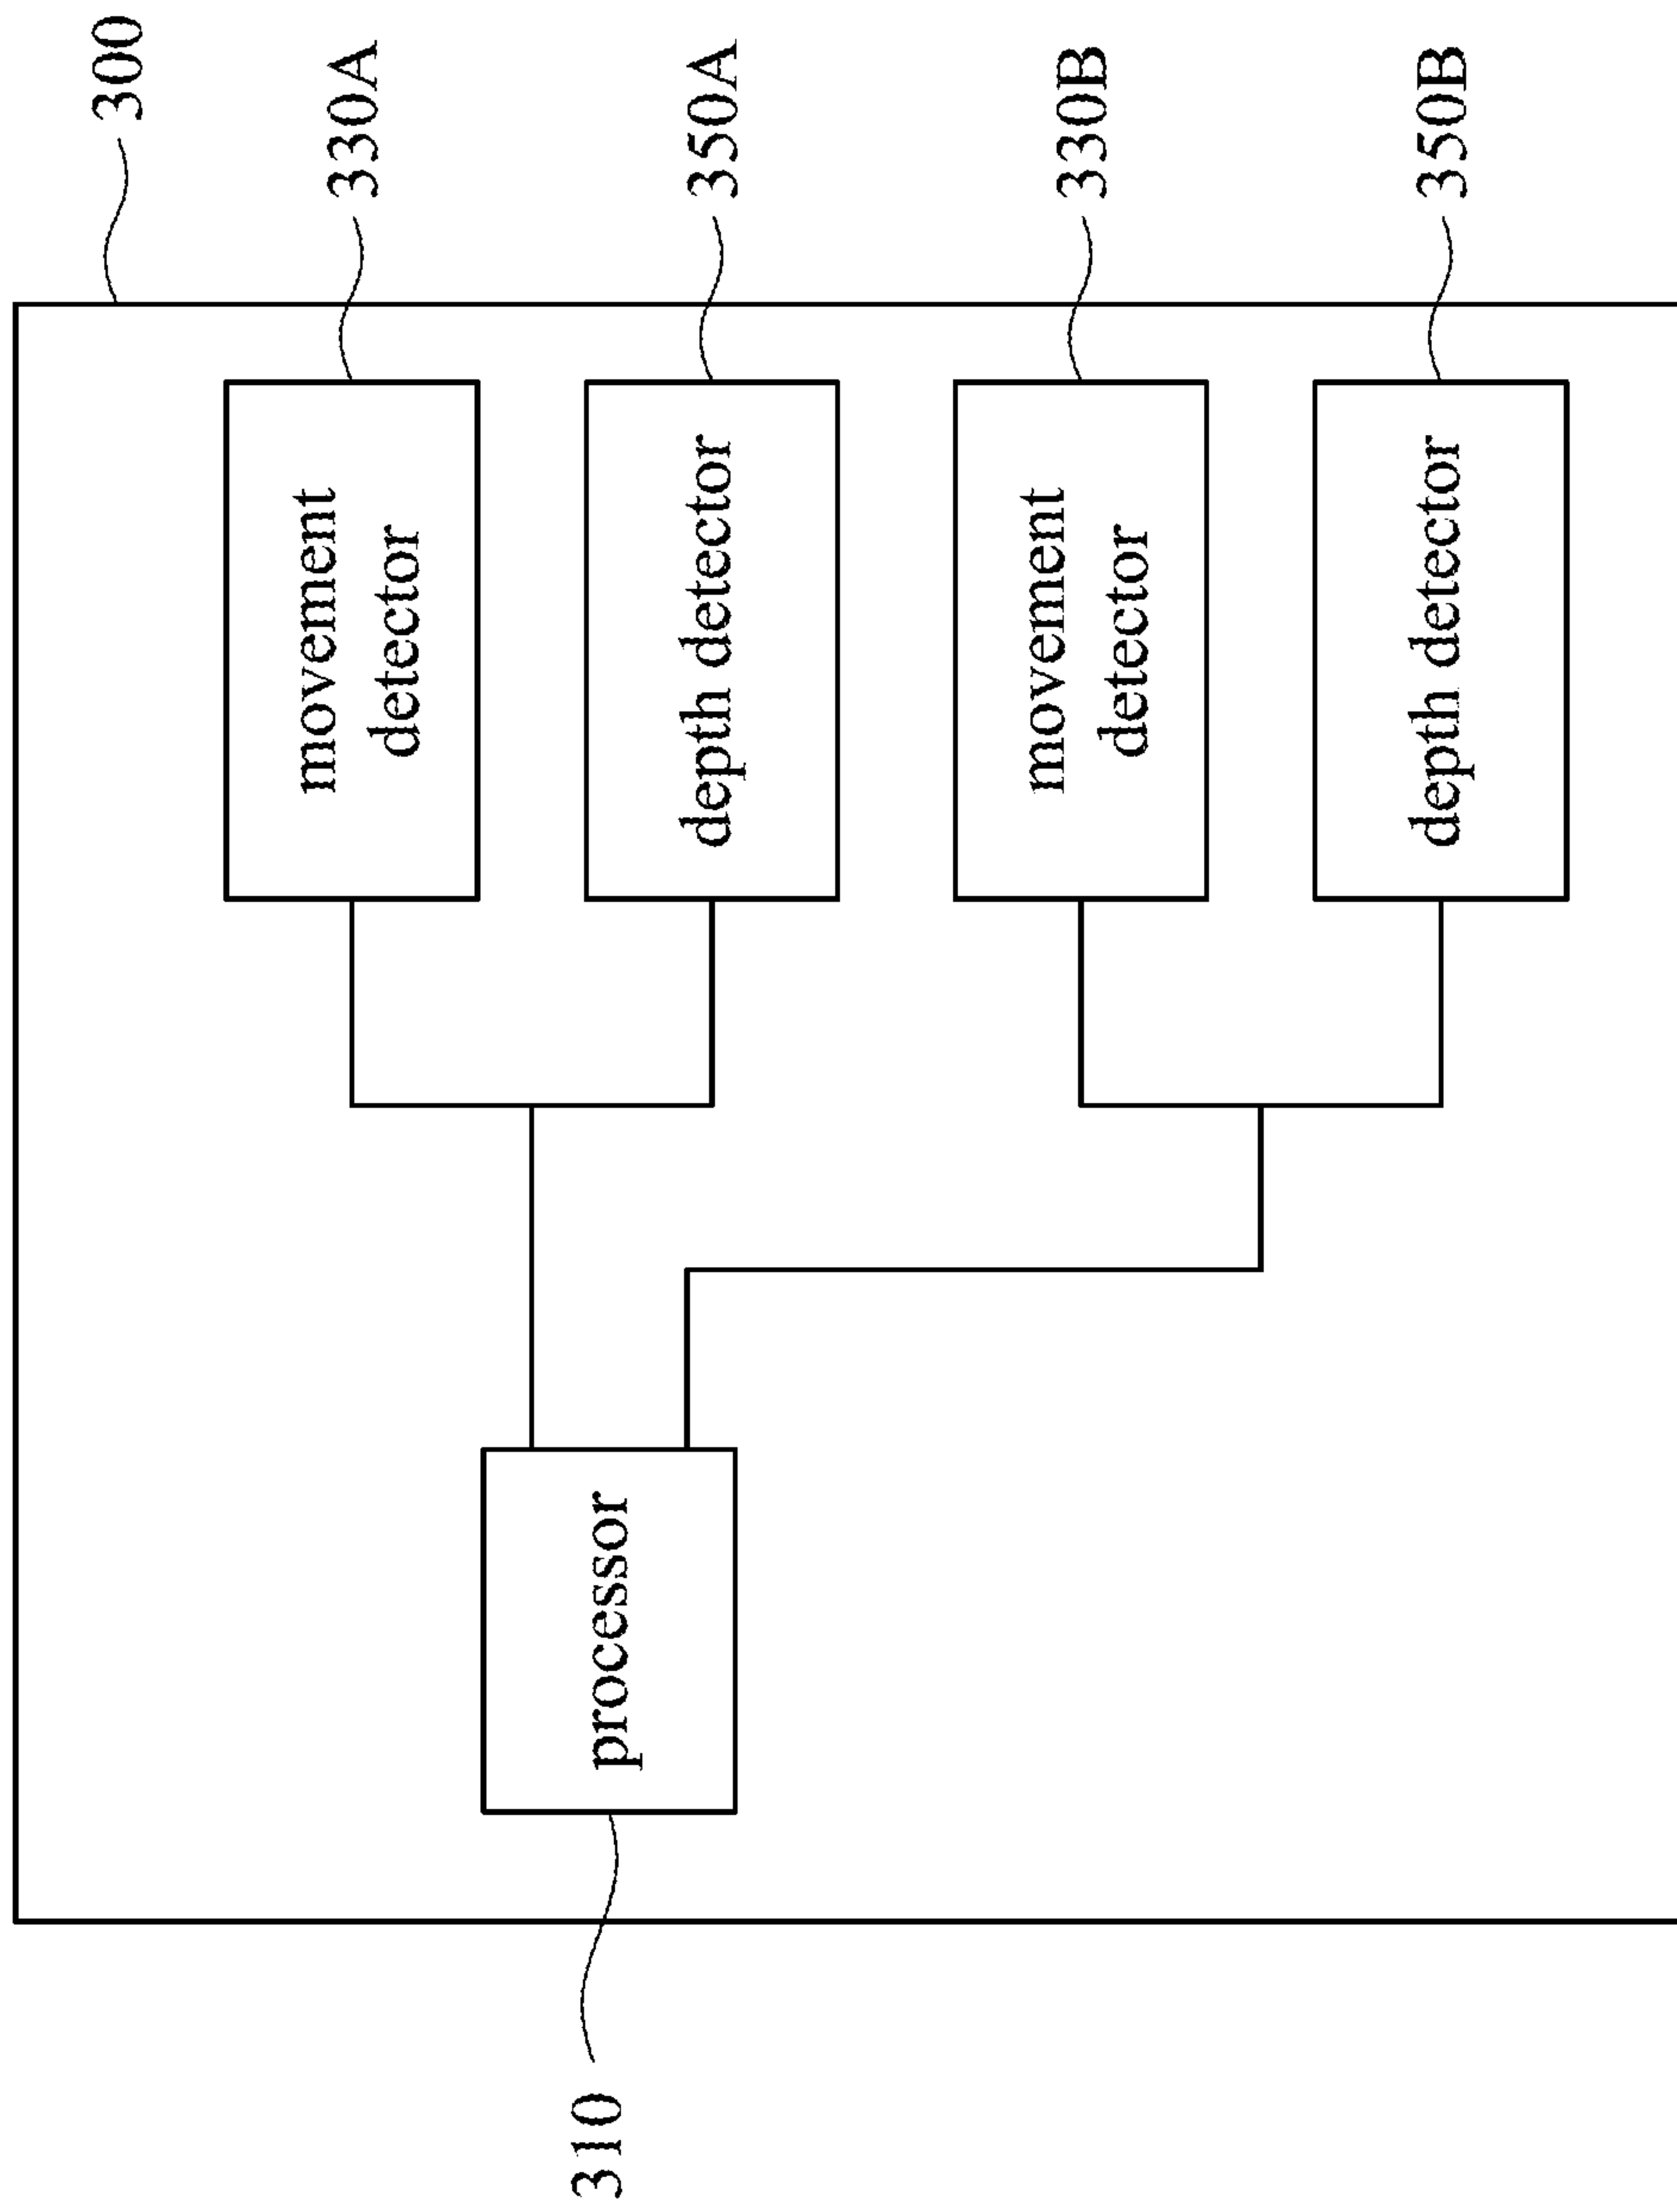 300
movement
detector
330A
depth detector
350A
processor
310
movement
detector
330B
depth detector
350B